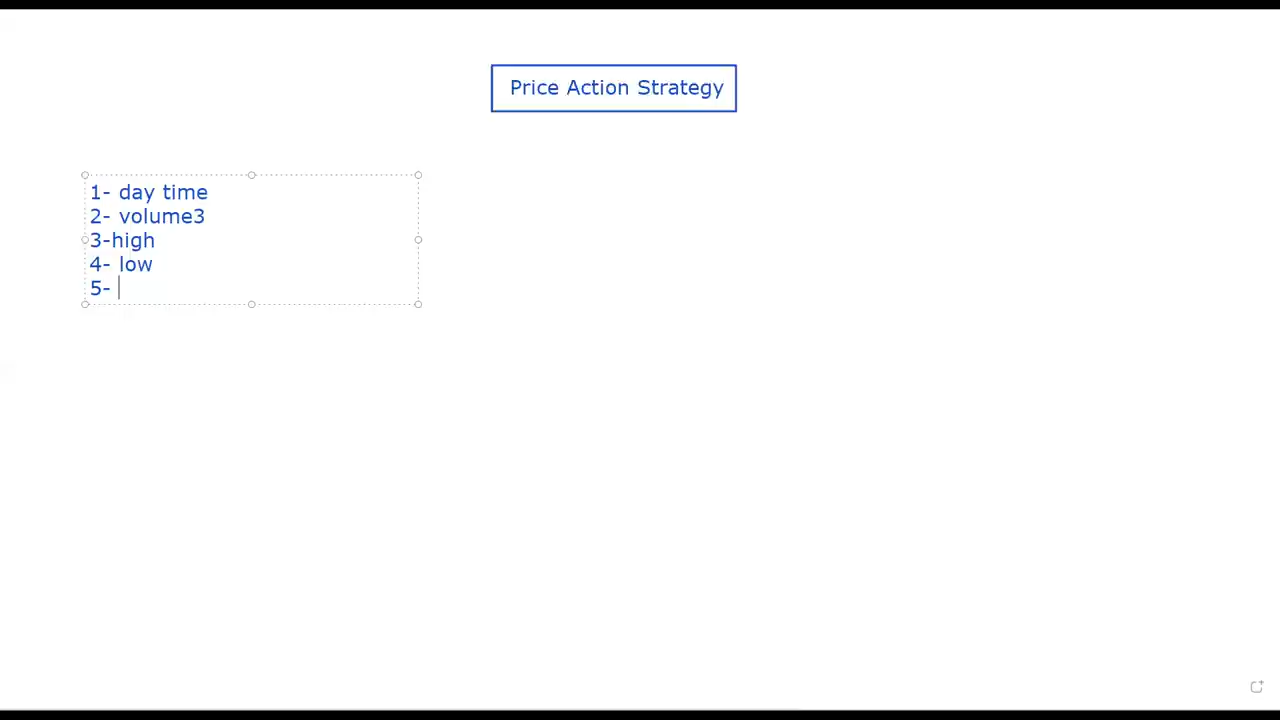 Price Action Strategy
1- day time
2- volume3
3-high
4- low
5-